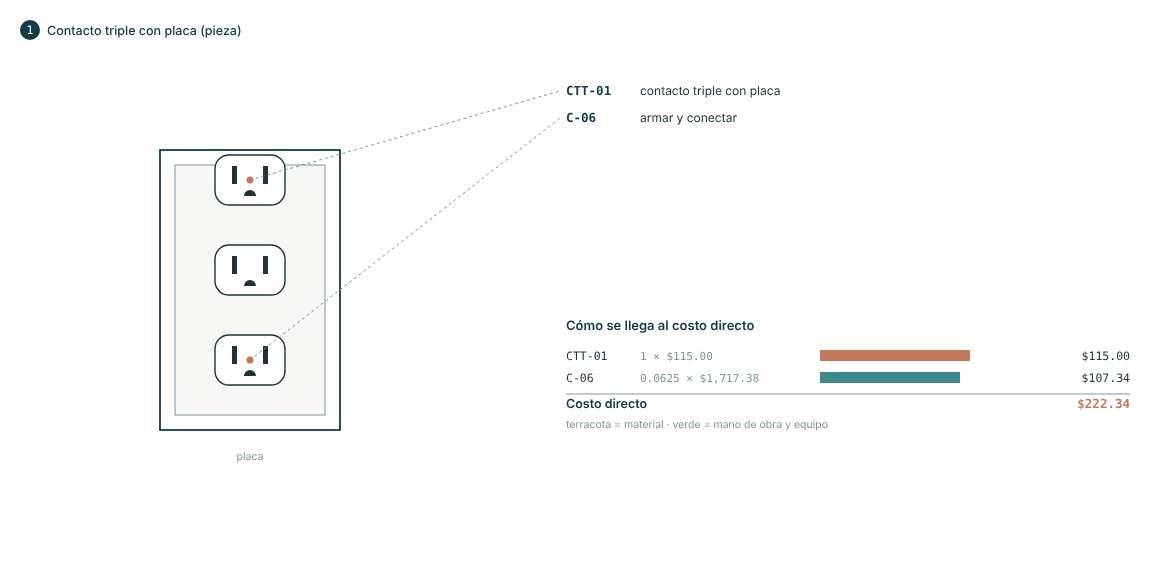 1 Contacto triple con placa (pieza)
CTT-01 contacto triple con placa
C-06 armar y conectar
placa
Cómo se llega al costo directo
CTT-01 1 × $115.00 $115.00
C-06 0.0625 × $1,717.38 $107.34
Costo directo $222.34
terracota = material · verde = mano de obra y equipo